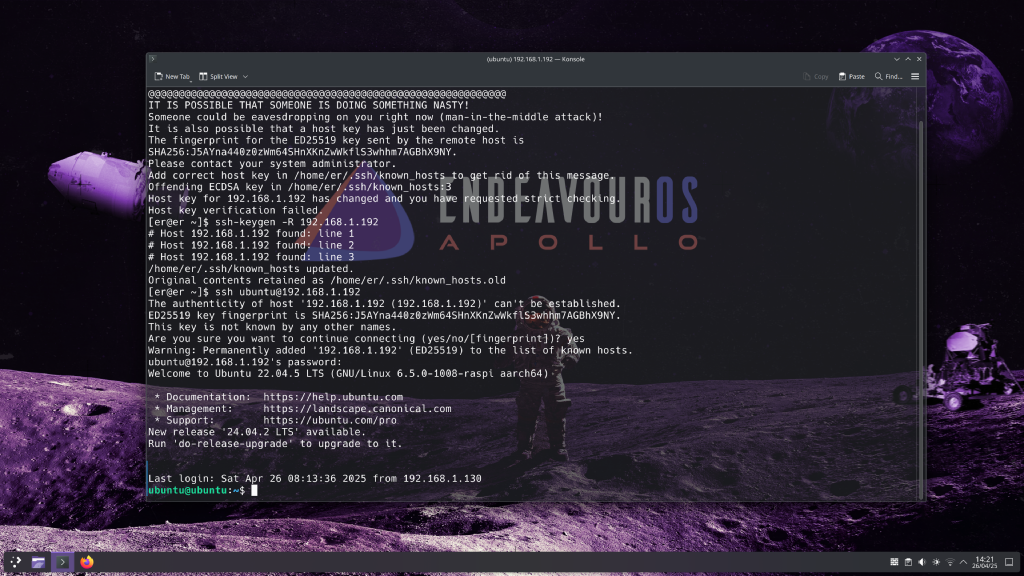 (ubuntu) 192.168.1.192 — Konsole
New Tab Split View Copy Paste Find...
@@@@@@@@@@@@@@@@@@@@@@@@@@@@@@@@@@@@@@@@@@@@@@@@@@@@@@@@@@@
IT IS POSSIBLE THAT SOMEONE IS DOING SOMETHING NASTY!
Someone could be eavesdropping on you right now (man-in-the-middle attack)!
It is also possible that a host key has just been changed.
The fingerprint for the ED25519 key sent by the remote host is
SHA256:J5AYna440z0zWm64SHnXKnZwWkflS3whhm7AGBhX9NY.
Please contact your system administrator.
Add correct host key in /home/er/.ssh/known_hosts to get rid of this message.
Offending ECDSA key in /home/er/.ssh/known_hosts:3
Host key for 192.168.1.192 has changed and you have requested strict checking.
Host key verification failed.
[er@er ~]$ ssh-keygen -R 192.168.1.192
# Host 192.168.1.192 found: line 1
# Host 192.168.1.192 found: line 2
# Host 192.168.1.192 found: line 3
/home/er/.ssh/known_hosts updated.
Original contents retained as /home/er/.ssh/known_hosts.old
[er@er ~]$ ssh ubuntu@192.168.1.192
The authenticity of host '192.168.1.192 (192.168.1.192)' can't be established.
ED25519 key fingerprint is SHA256:J5AYna440z0zWm64SHnXKnZwWkflS3whhm7AGBhX9NY.
This key is not known by any other names.
Are you sure you want to continue connecting (yes/no/[fingerprint])? yes
Warning: Permanently added '192.168.1.192' (ED25519) to the list of known hosts.
ubuntu@192.168.1.192's password:
Welcome to Ubuntu 22.04.5 LTS (GNU/Linux 6.5.0-1008-raspi aarch64)
* Documentation: https://help.ubuntu.com
* Management: https://landscape.canonical.com
* Support: https://ubuntu.com/pro
New release '24.04.2 LTS' available.
Run 'do-release-upgrade' to upgrade to it.
Last login: Sat Apr 26 08:13:36 2025 from 192.168.1.130
ubuntu@ubuntu:~$
ENDEAVOUROS
APOLLO
14:21
26/04/25